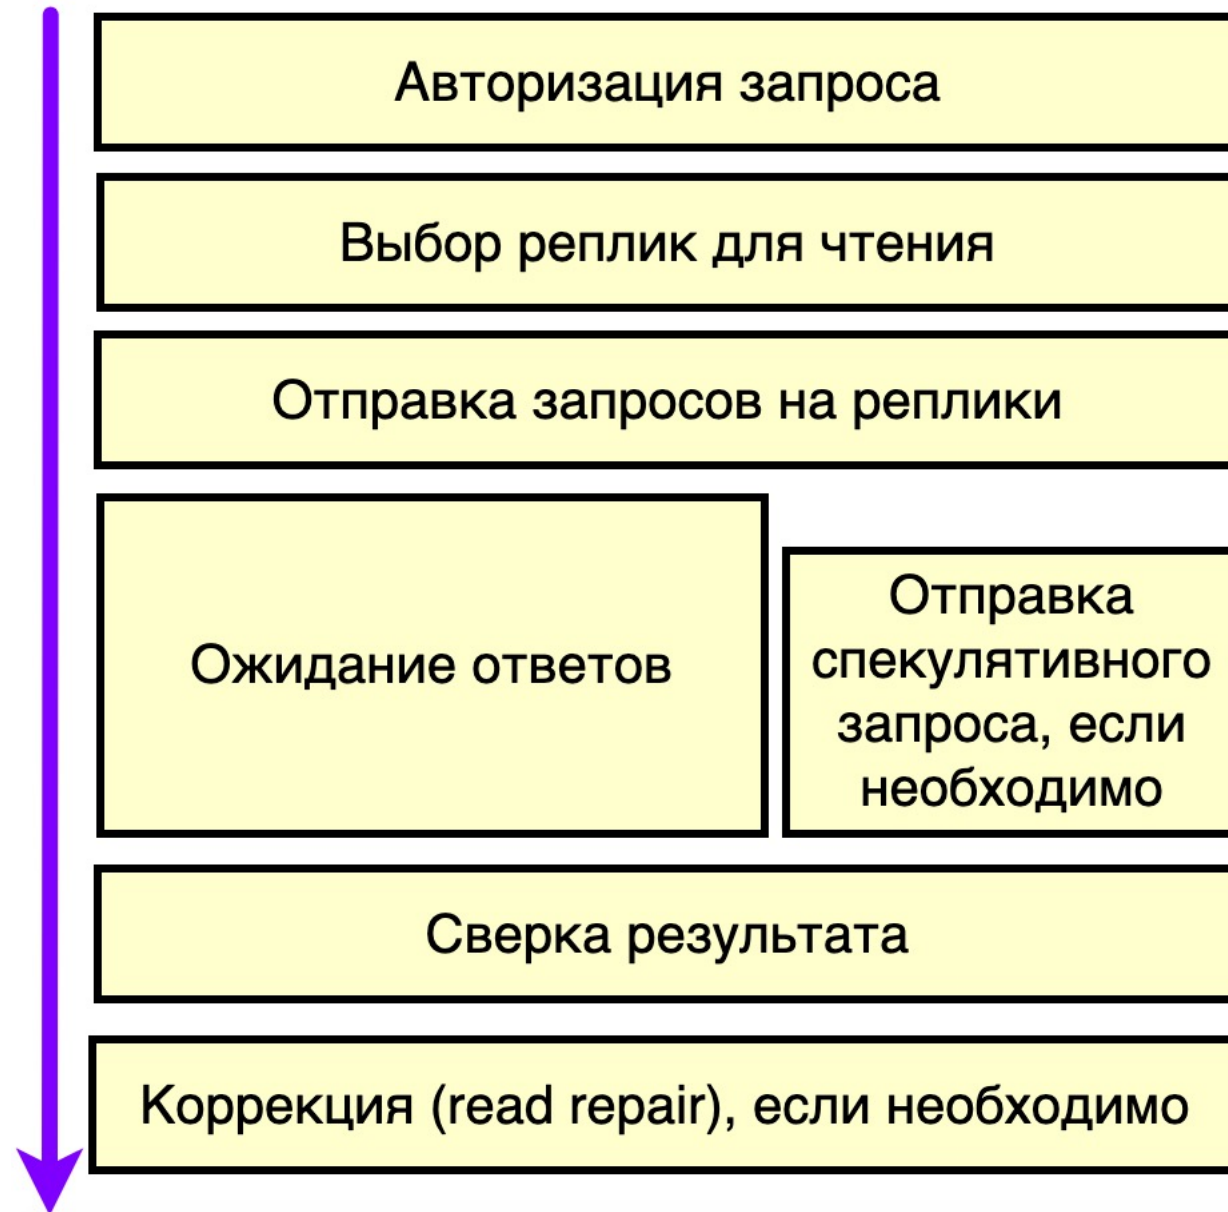 Авторизация запроса
Выбор реплик для чтения
Отправка запросов на реплики
Ожидание ответов
Отправка
спекулятивного
запроса, если
необходимо
Сверка результата
Коррекция (read repair), если необходимо